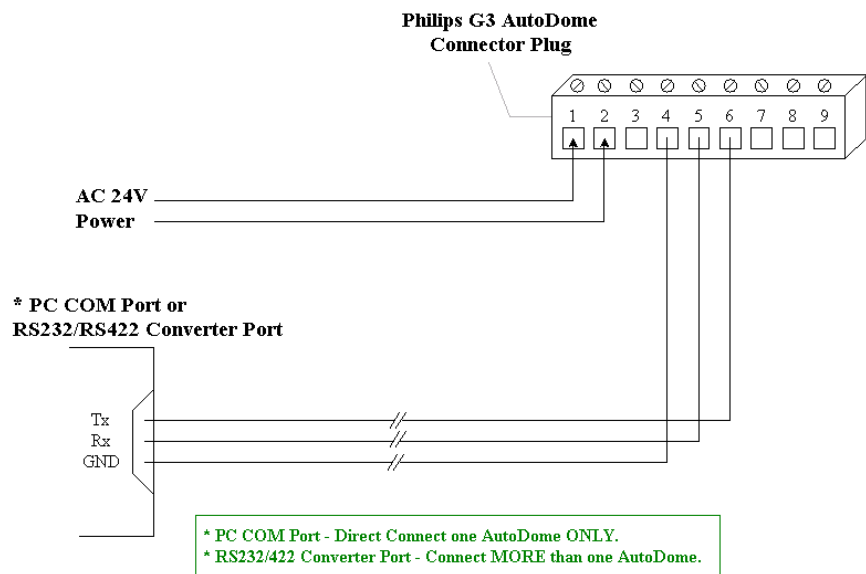 Philips G3 AutoDome
Connector Plug
1 2 3 4 5 6 7 8 9
AC 24V
Power
* PC COM Port or
RS232/RS422 Converter Port
Tx
Rx
GND
* PC COM Port - Direct Connect one AutoDome ONLY.
* RS232/422 Converter Port - Connect MORE than one AutoDome.